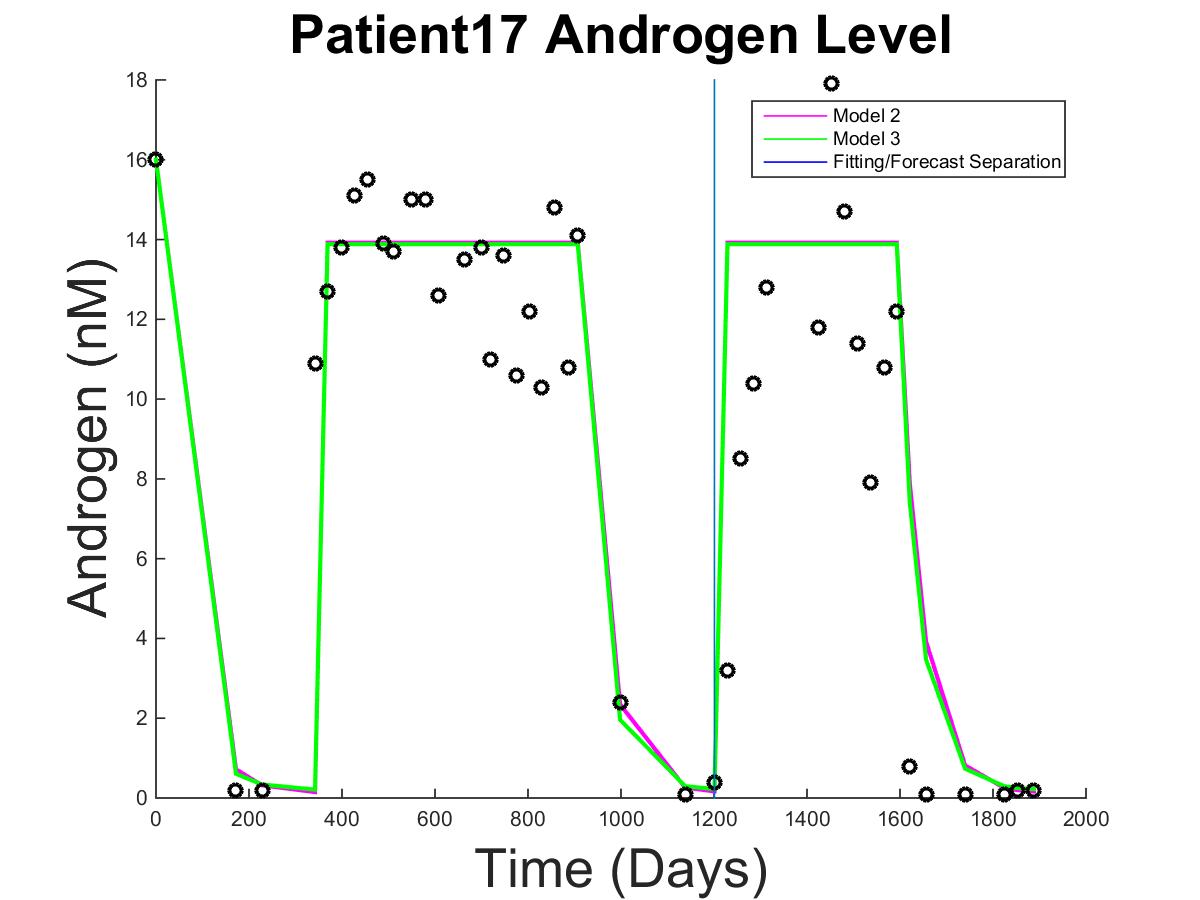 Patient17 Androgen Level
18
16
14
12
10
8
6
4
2
0
Androgen (nM)
Model 2
Model 3
Fitting/Forecast Separation
0 200 400 600 800 1000 1200 1400 1600 1800 2000
Time (Days)